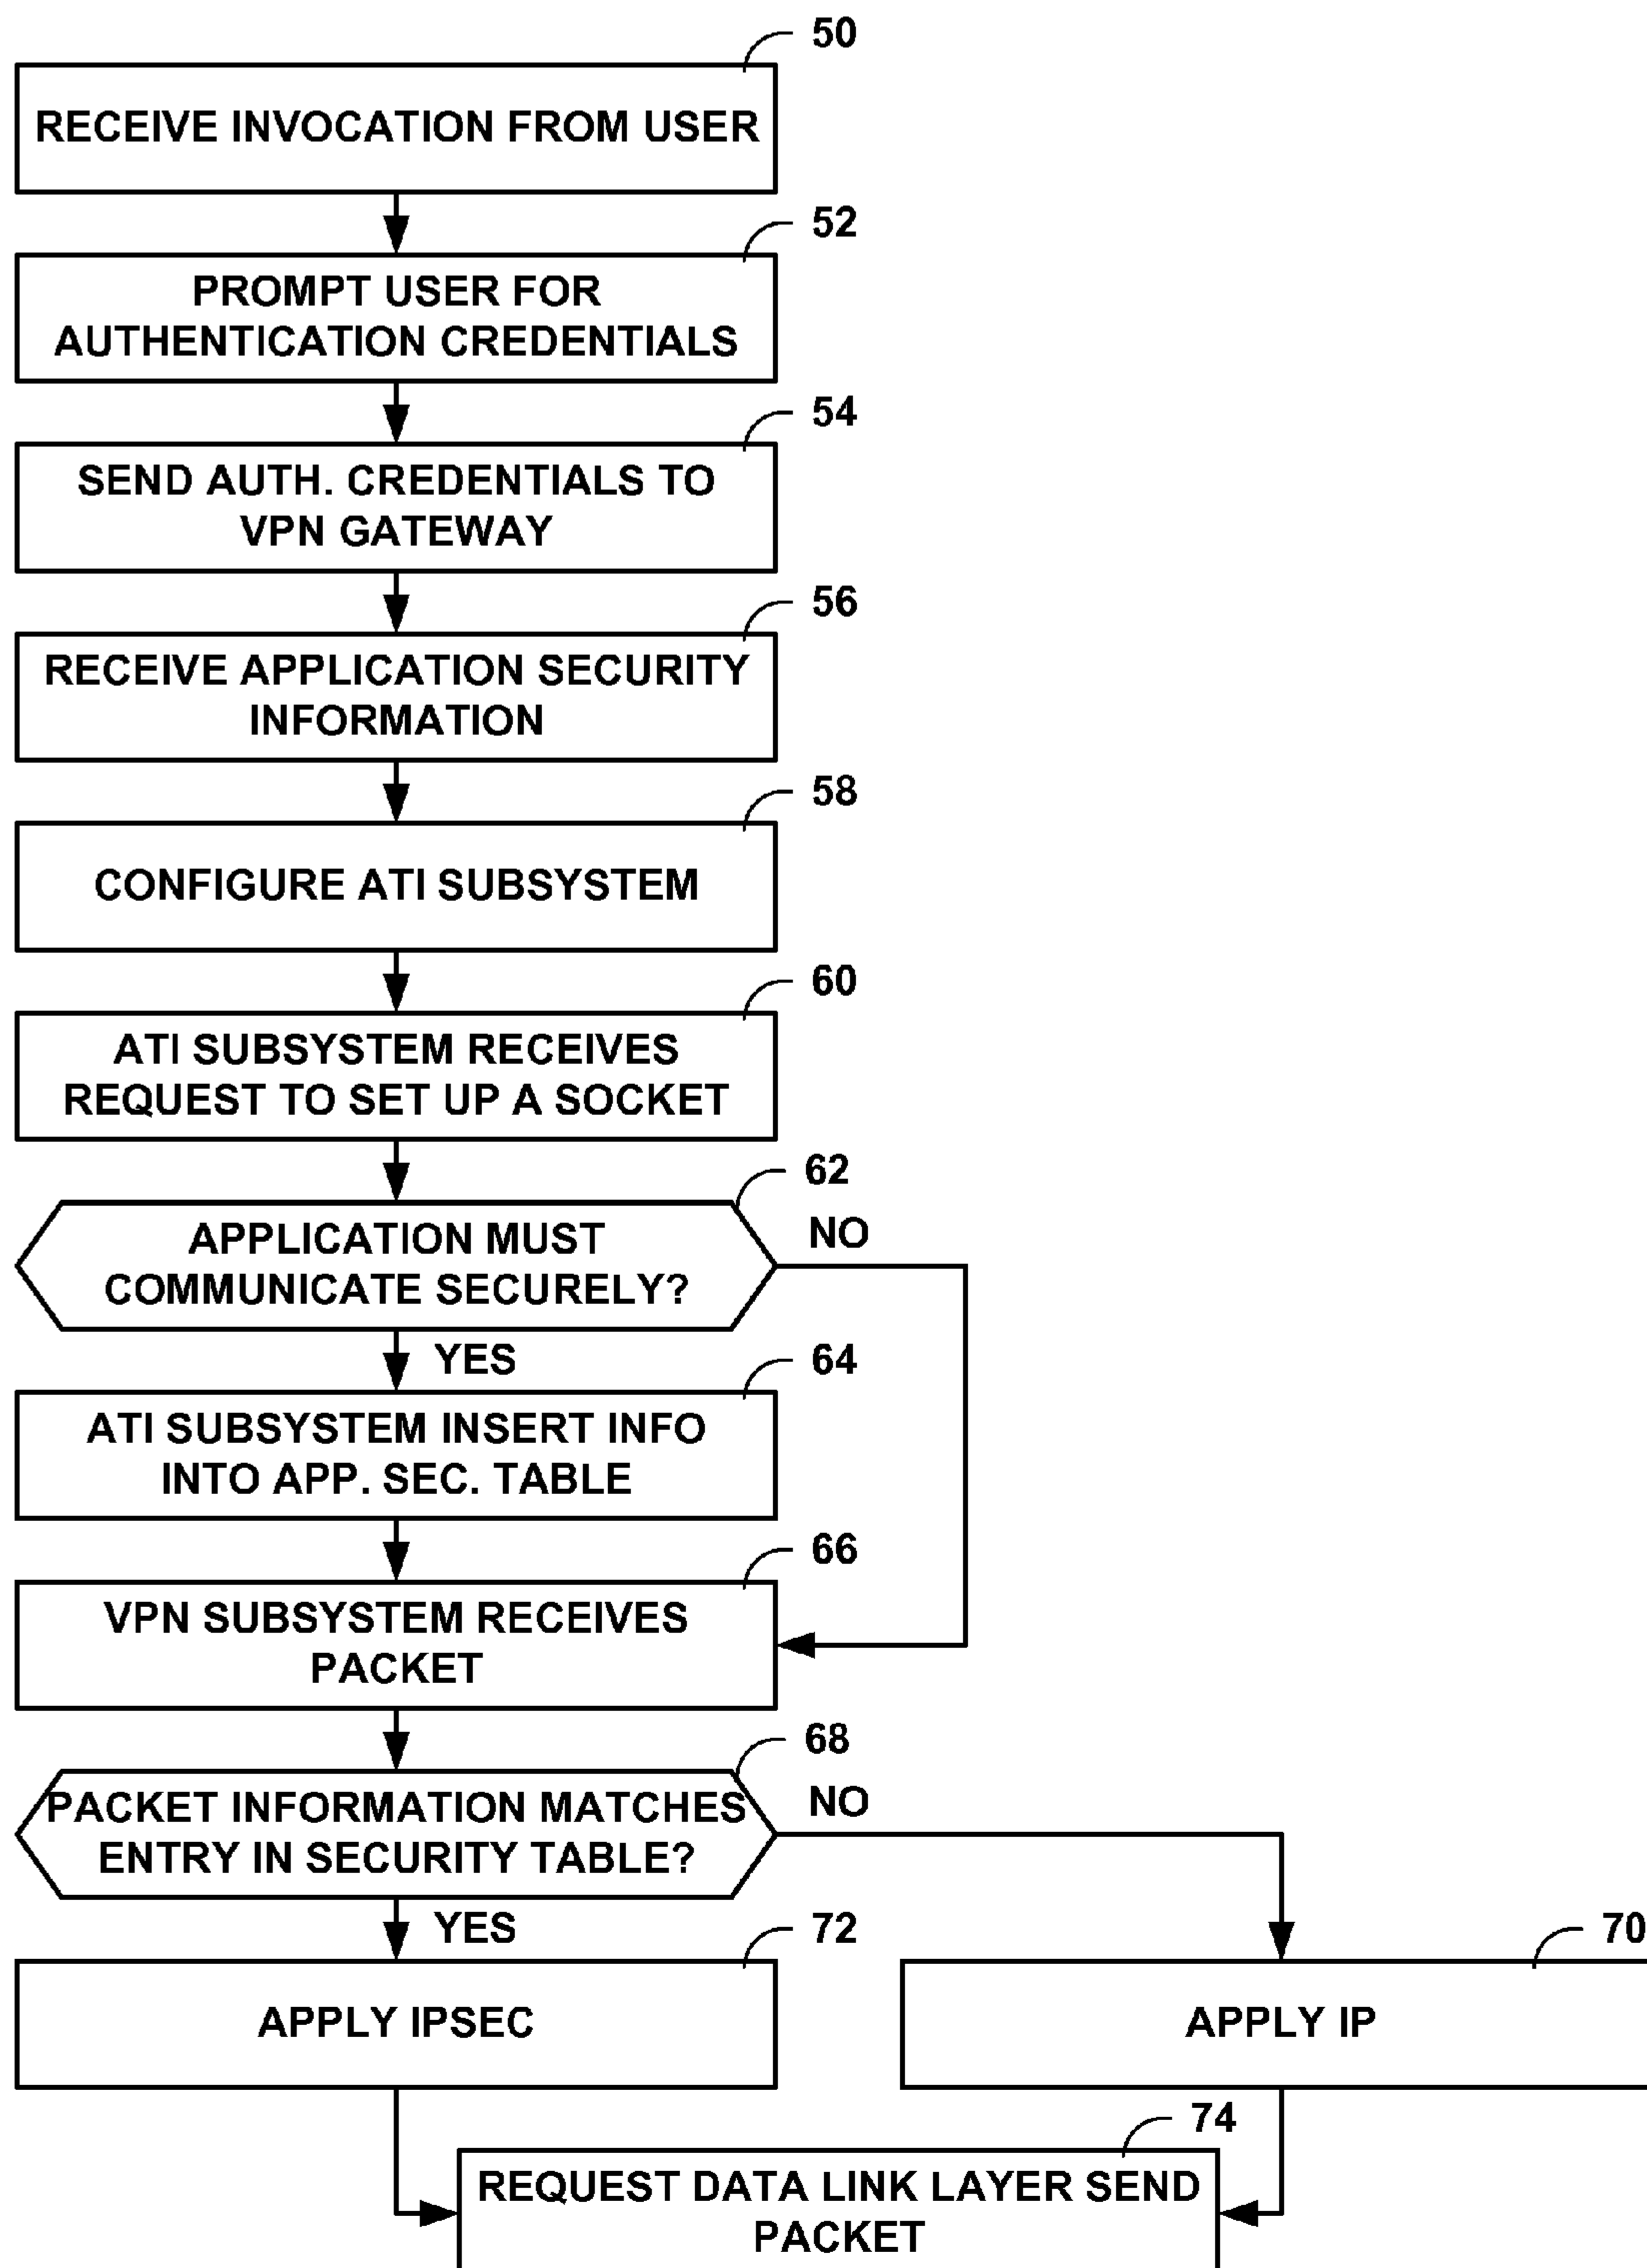 50
RECEIVE INVOCATION FROM USER
52
PROMPT USER FOR
AUTHENTICATION CREDENTIALS
54
SEND AUTH. CREDENTIALS TO
VPN GATEWAY
56
RECEIVE APPLICATION SECURITY
INFORMATION
58
CONFIGURE ATI SUBSYSTEM
60
ATI SUBSYSTEM RECEIVES
REQUEST TO SET UP A SOCKET
62
APPLICATION MUST
COMMUNICATE SECURELY?
NO
YES
64
ATI SUBSYSTEM INSERT INFO
INTO APP. SEC. TABLE
66
VPN SUBSYSTEM RECEIVES
PACKET
68
PACKET INFORMATION MATCHES
ENTRY IN SECURITY TABLE?
NO
YES
72
APPLY IPSEC
70
APPLY IP
74
REQUEST DATA LINK LAYER SEND
PACKET